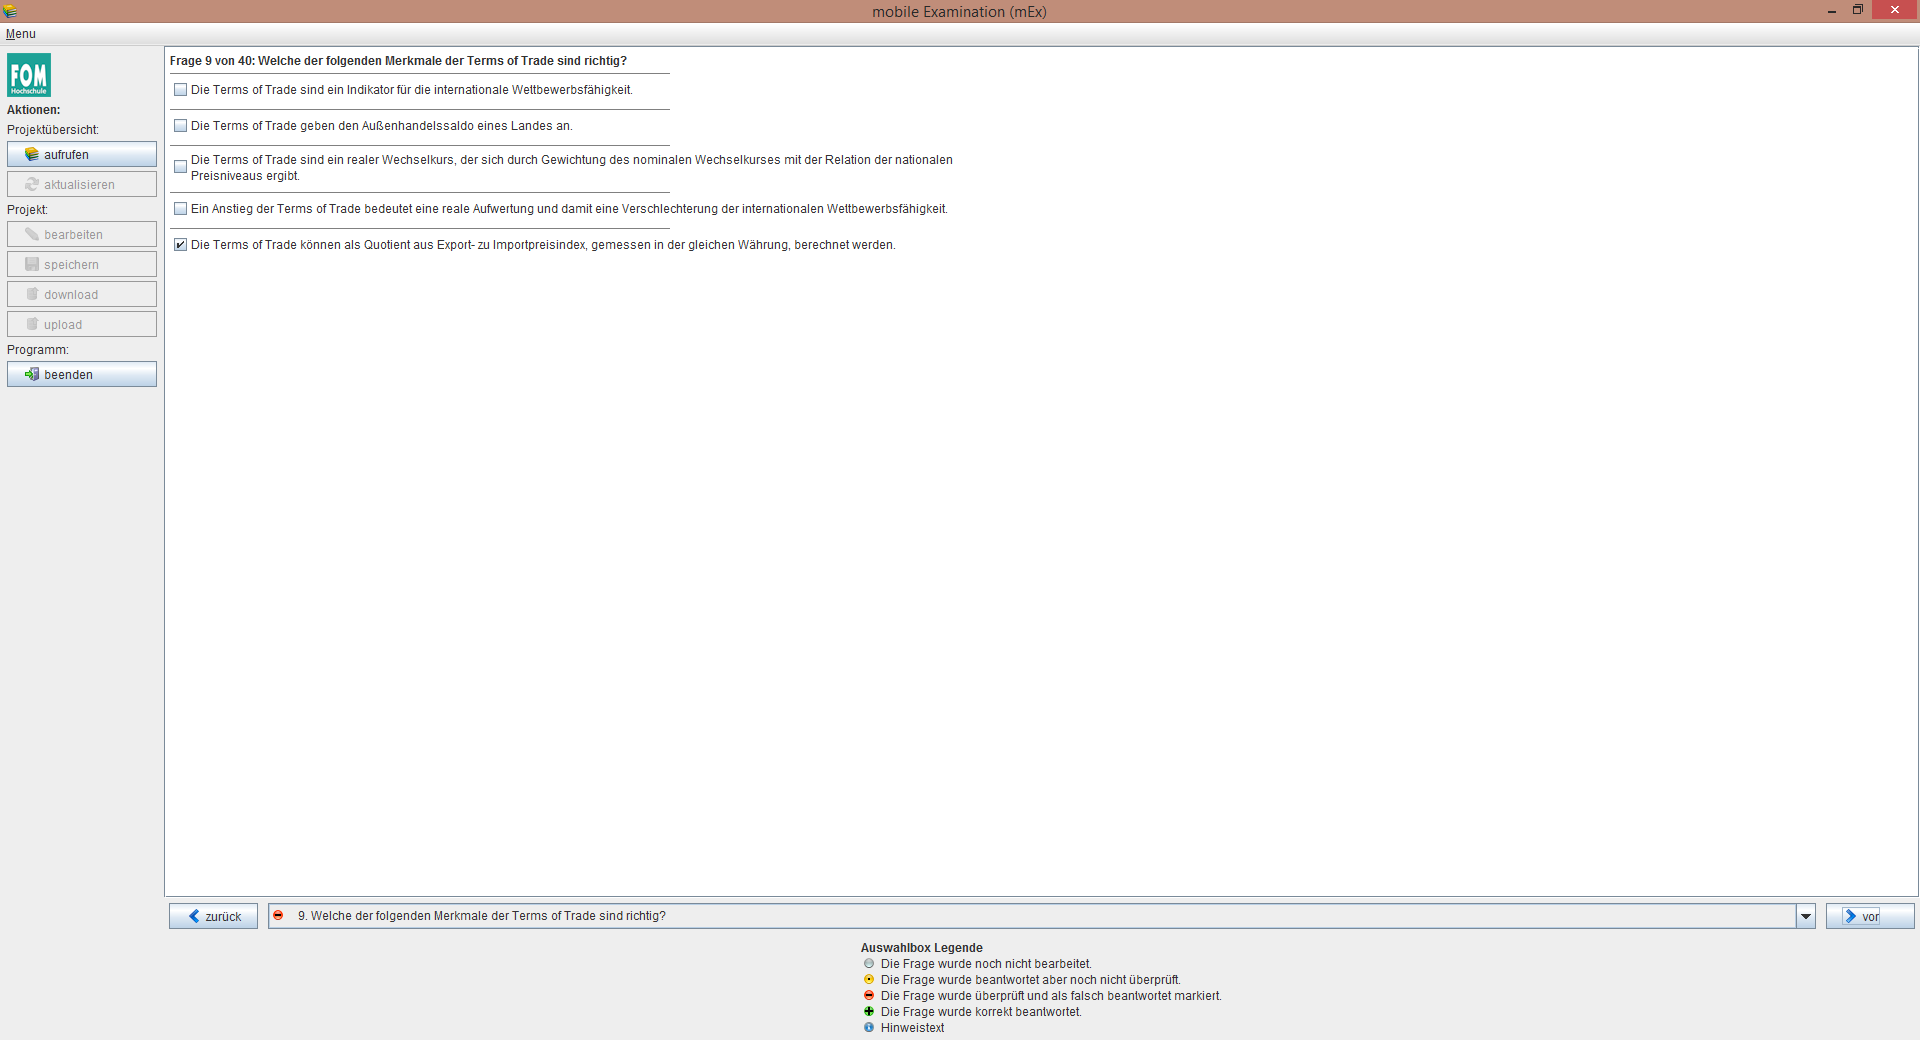 mobile Examination (mEx)
Menu
FOM
Hochschule
Aktionen:
Projektübersicht:
aufrufen
aktualisieren
Projekt:
bearbeiten
speichern
download
upload
Programm:
beenden
Frage 9 von 40: Welche der folgenden Merkmale der Terms of Trade sind richtig?
Die Terms of Trade sind ein Indikator für die internationale Wettbewerbsfähigkeit.
Die Terms of Trade geben den Außenhandelssaldo eines Landes an.
Die Terms of Trade sind ein realer Wechselkurs, der sich durch Gewichtung des nominalen Wechselkurses mit der Relation der nationalen
Preisniveaus ergibt.
Ein Anstieg der Terms of Trade bedeutet eine reale Aufwertung und damit eine Verschlechterung der internationalen Wettbewerbsfähigkeit.
Die Terms of Trade können als Quotient aus Export- zu Importpreisindex, gemessen in der gleichen Währung, berechnet werden.
zurück
9. Welche der folgenden Merkmale der Terms of Trade sind richtig?
vor
Auswahlbox Legende
Die Frage wurde noch nicht bearbeitet.
Die Frage wurde beantwortet aber noch nicht überprüft.
Die Frage wurde überprüft und als falsch beantwortet markiert.
Die Frage wurde korrekt beantwortet.
Hinweistext